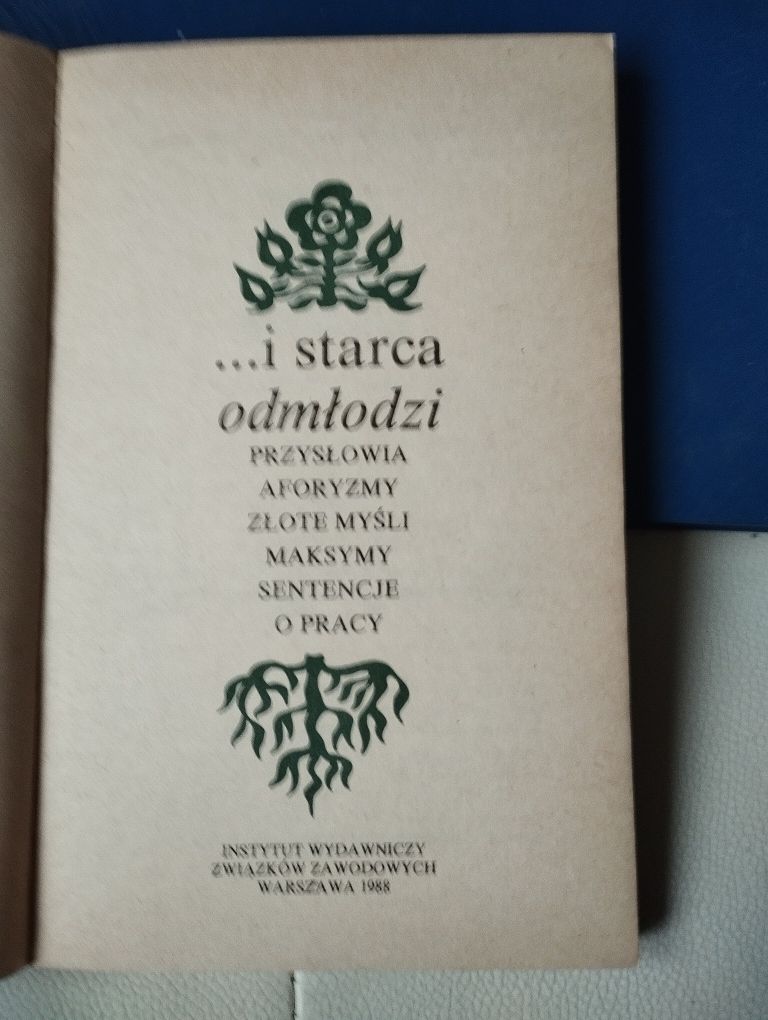 ...i starca
odmłodzi
PRZYSŁOWIA
AFORYZMY
ZŁOTE MYŚLI
MAKSYMY
SENTENCJE
O PRACY
INSTYTUT WYDAWNICZY
ZWIĄZKÓW ZAWODOWYCH
WARSZAWA 1988